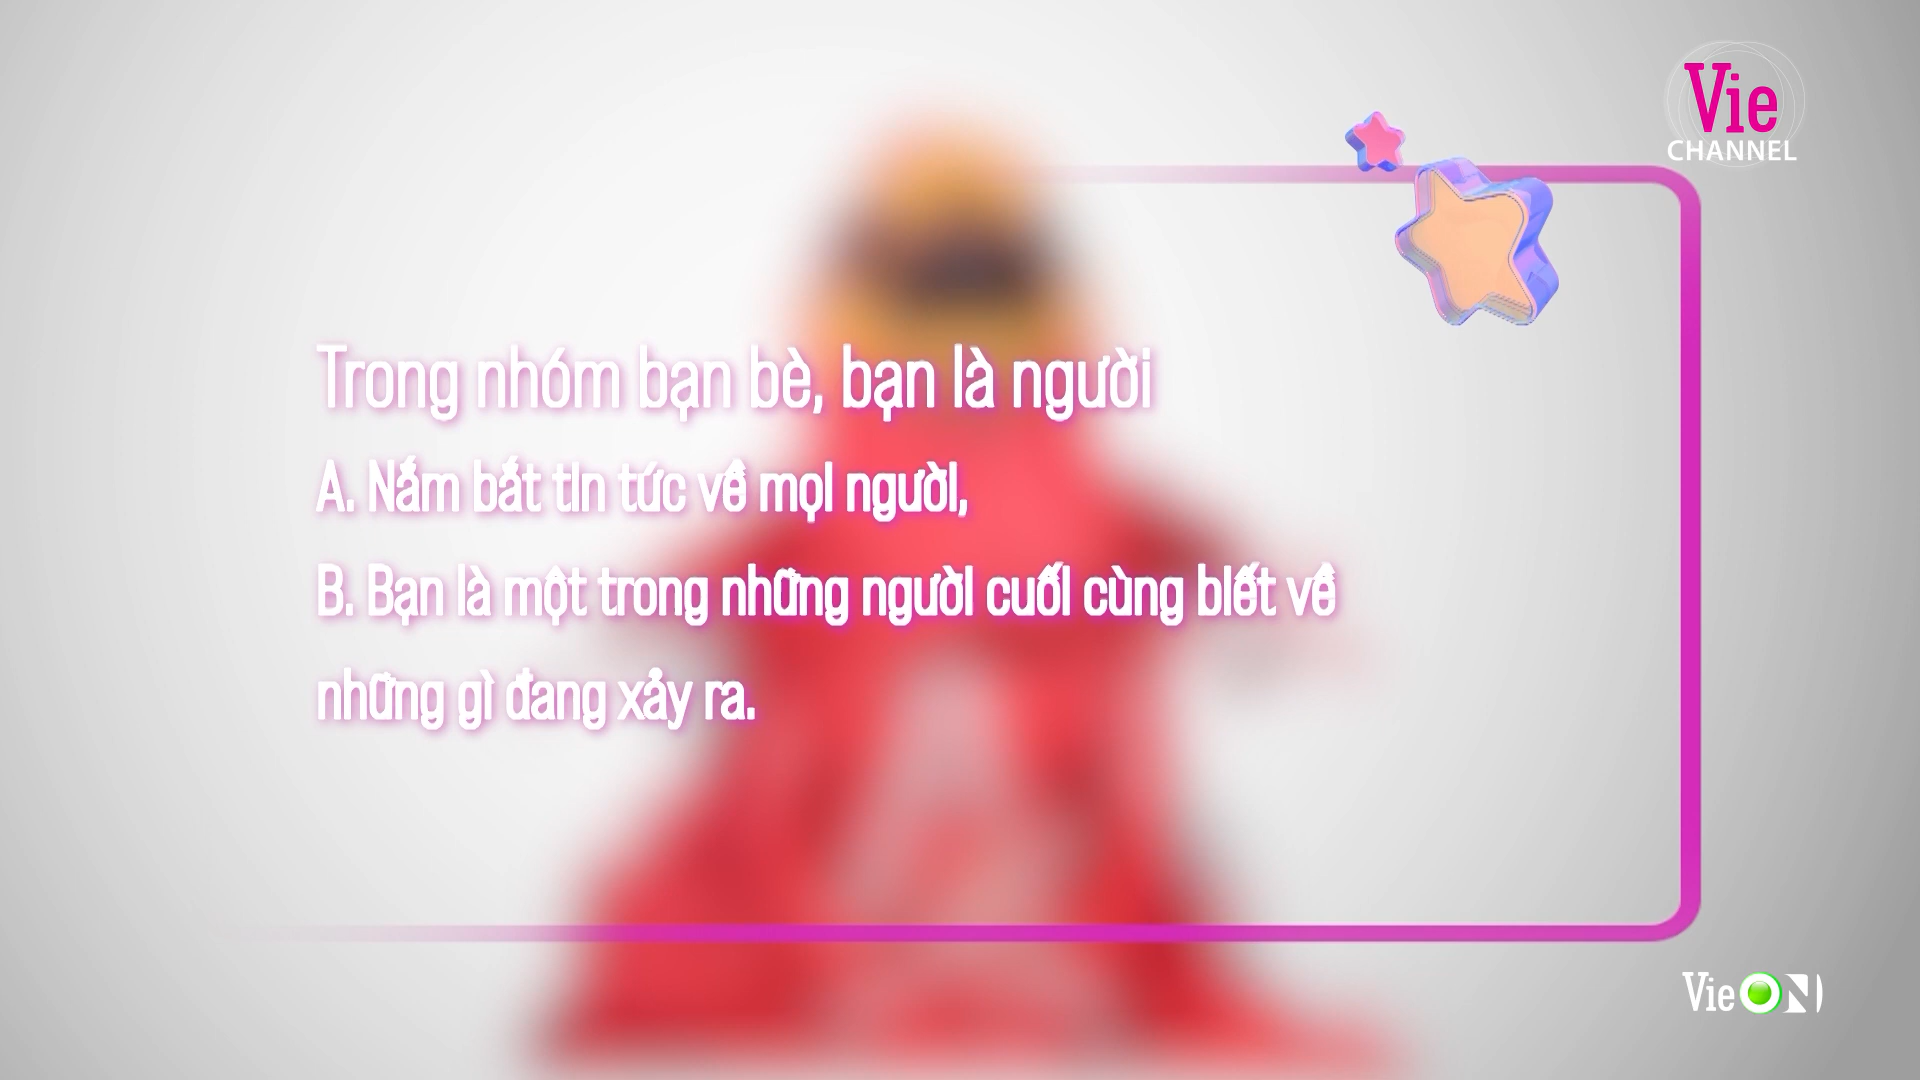 Vie
CHANNEL
Trong nhóm bạn bè, bạn là người
A. Nắm bắt tin tức về mọi người,
B. Bạn là một trong những người cuối cùng biết về
những gì đang xảy ra.
VieON